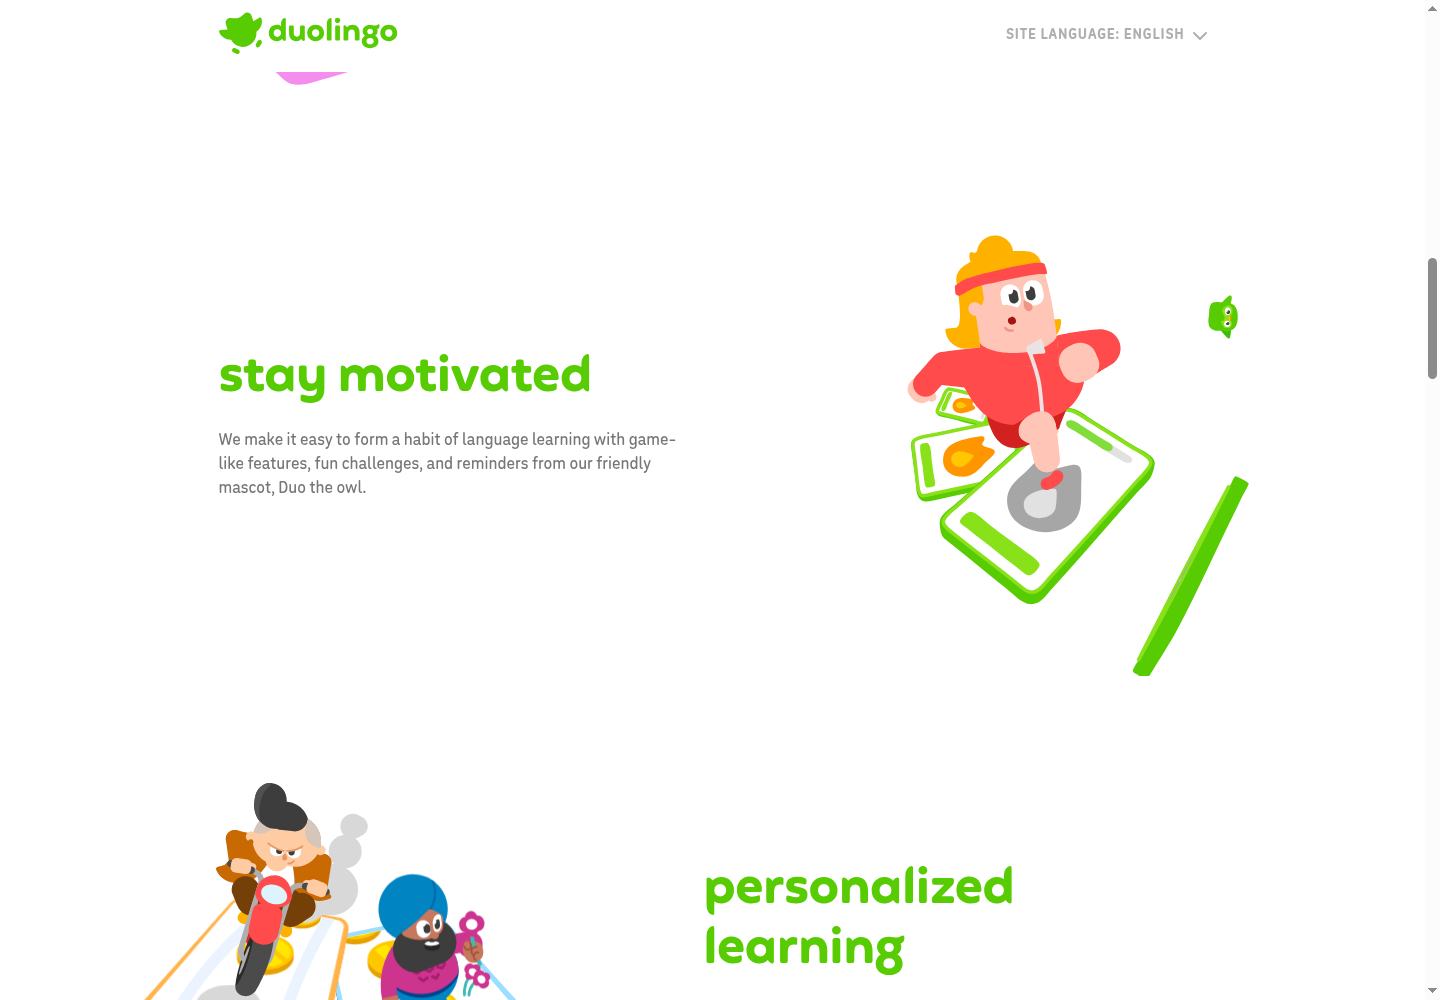 duolingo
SITE LANGUAGE: ENGLISH
stay motivated
We make it easy to form a habit of language learning with game-
like features, fun challenges, and reminders from our friendly
mascot, Duo the owl.
personalized
learning